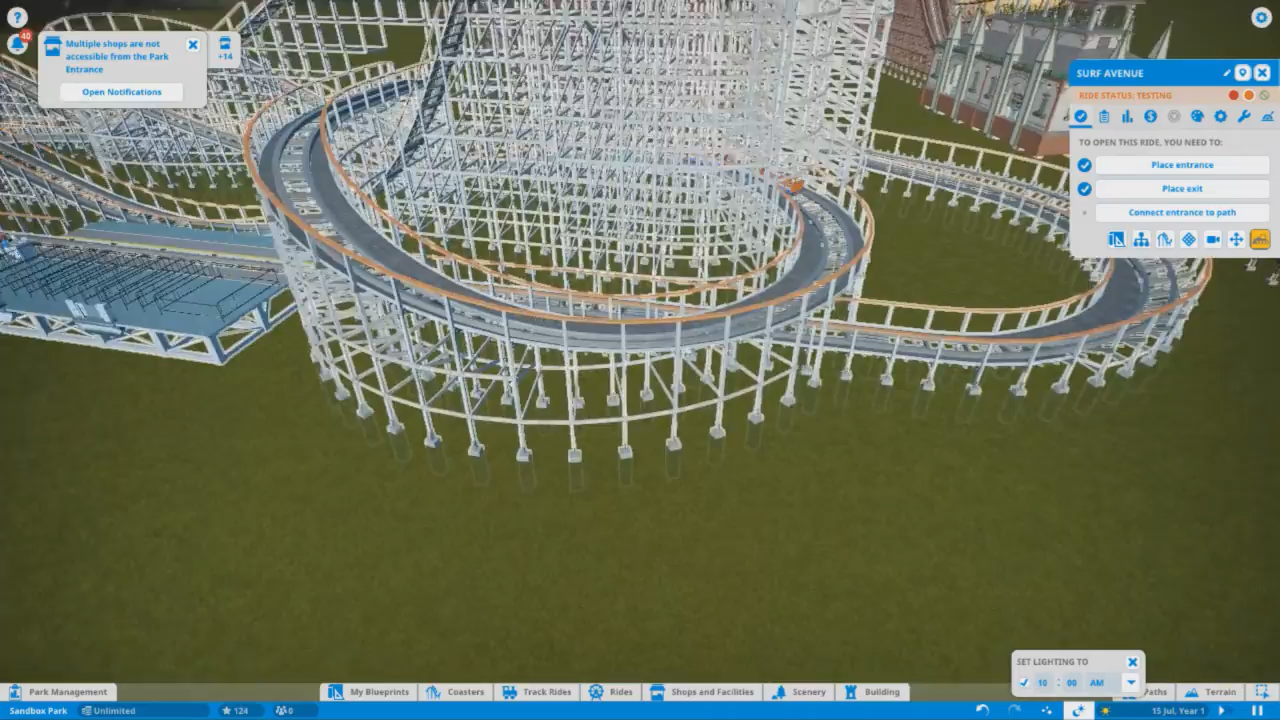 ?
40
Multiple shops are not
accessible from the Park
Entrance
+14
Open Notifications
SURF AVENUE
RIDE STATUS: TESTING
TO OPEN THIS RIDE, YOU NEED TO:
Place entrance
Place exit
Connect entrance to path
SET LIGHTING TO
10 : 00 AM
Park Management
My Blueprints
Coasters
Track Rides
Rides
Shops and Facilities
Scenery
Building
Paths
Terrain
Sandbox Park
Unlimited
124
0
15 Jul, Year 1